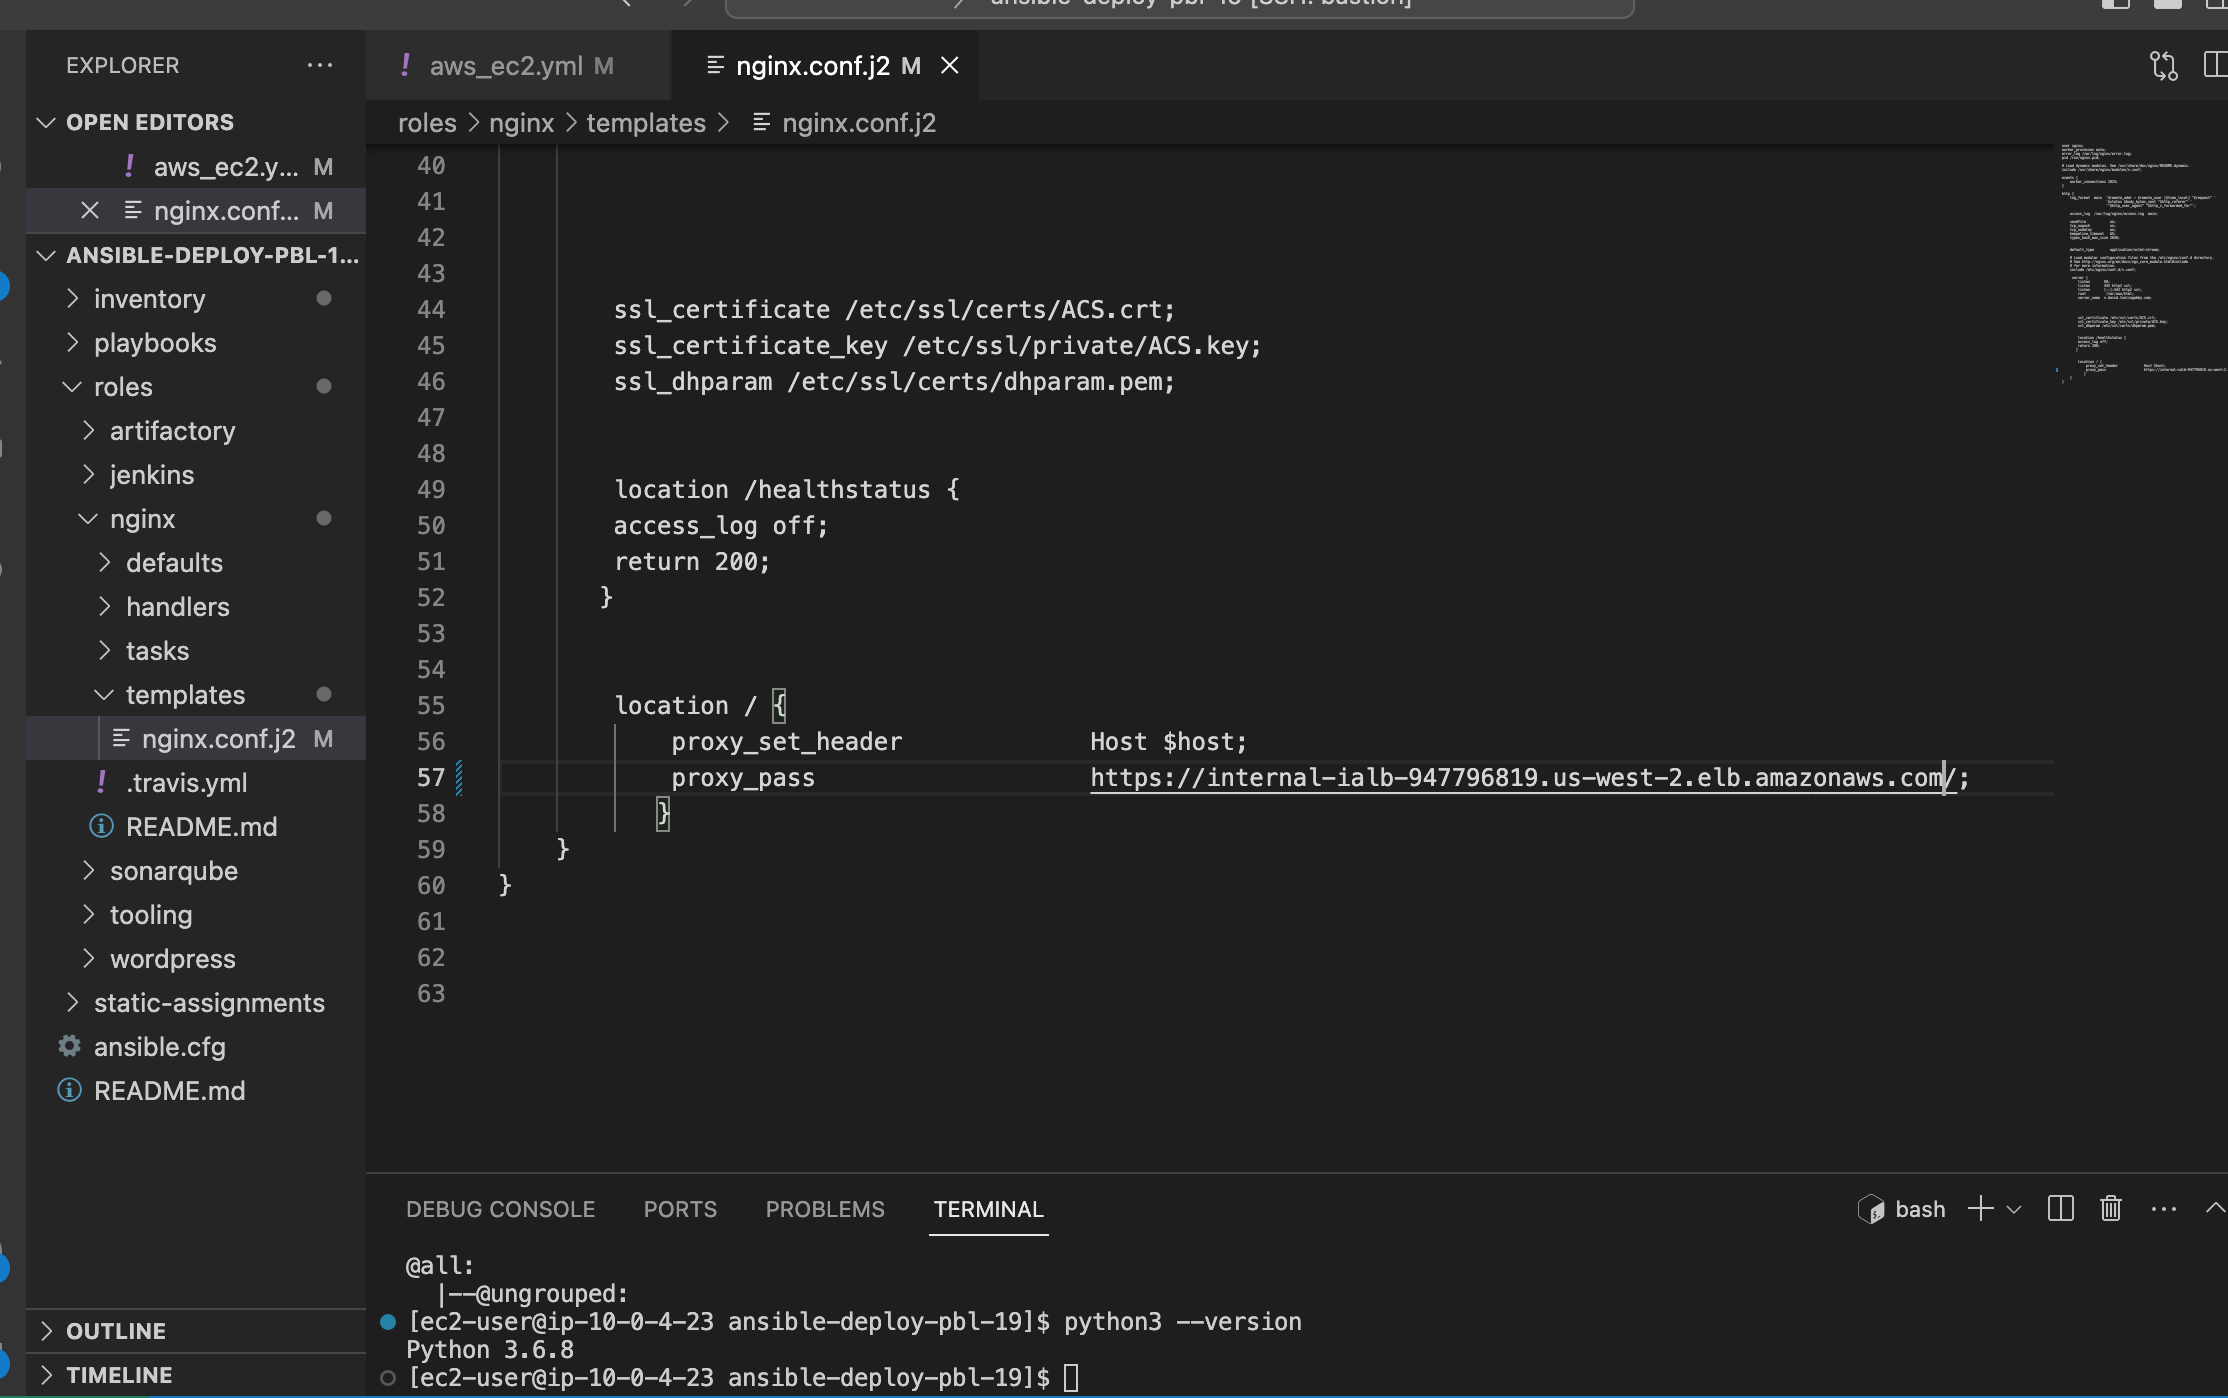 EXPLORER
OPEN EDITORS
aws_ec2.y... M
nginx.conf... M
ANSIBLE-DEPLOY-PBL-1...
inventory
playbooks
roles
artifactory
jenkins
nginx
defaults
handlers
tasks
templates
nginx.conf.j2 M
.travis.yml
README.md
sonarqube
tooling
wordpress
static-assignments
ansible.cfg
README.md
OUTLINE
TIMELINE
aws_ec2.yml M
nginx.conf.j2 M
roles > nginx > templates > nginx.conf.j2
40
41
42
43
44 ssl_certificate /etc/ssl/certs/ACS.crt;
45 ssl_certificate_key /etc/ssl/private/ACS.key;
46 ssl_dhparam /etc/ssl/certs/dhparam.pem;
47
48
49 location /healthstatus {
50 access_log off;
51 return 200;
52 }
53
54
55 location / {
56 proxy_set_header Host $host;
57 proxy_pass https://internal-ialb-947796819.us-west-2.elb.amazonaws.com/;
58 }
59 }
60 }
61
62
63
DEBUG CONSOLE PORTS PROBLEMS TERMINAL
bash
@all:
|--@ungrouped:
[ec2-user@ip-10-0-4-23 ansible-deploy-pbl-19]$ python3 --version
Python 3.6.8
[ec2-user@ip-10-0-4-23 ansible-deploy-pbl-19]$